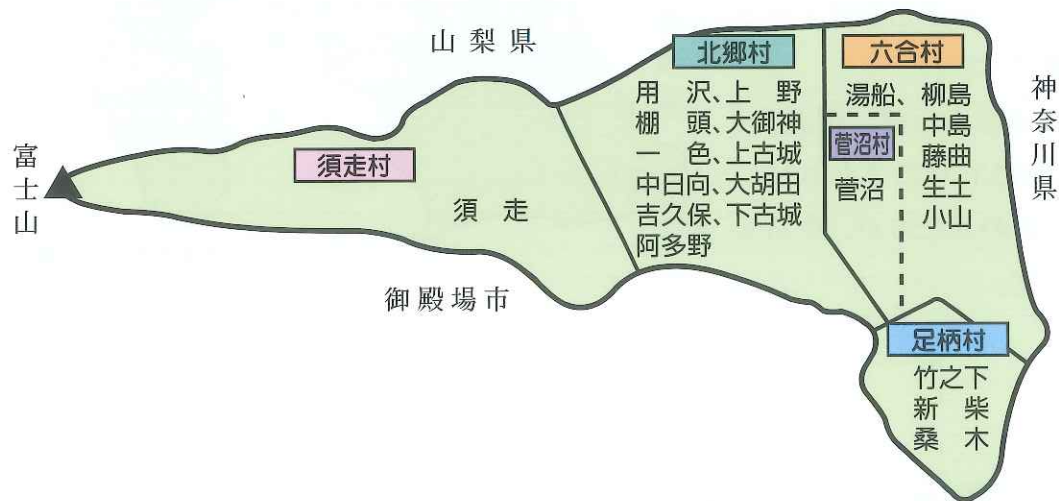 山梨県
神奈川県
富士山
御殿場市
須走村
須走
北郷村
用沢、上野
棚頭、大御神
一色、上古城
中日向、大胡田
吉久保、下古城
阿多野
六合村
湯船、柳島
中島
藤曲
生土
小山
菅沼村
菅沼
足柄村
竹之下
新柴
桑木